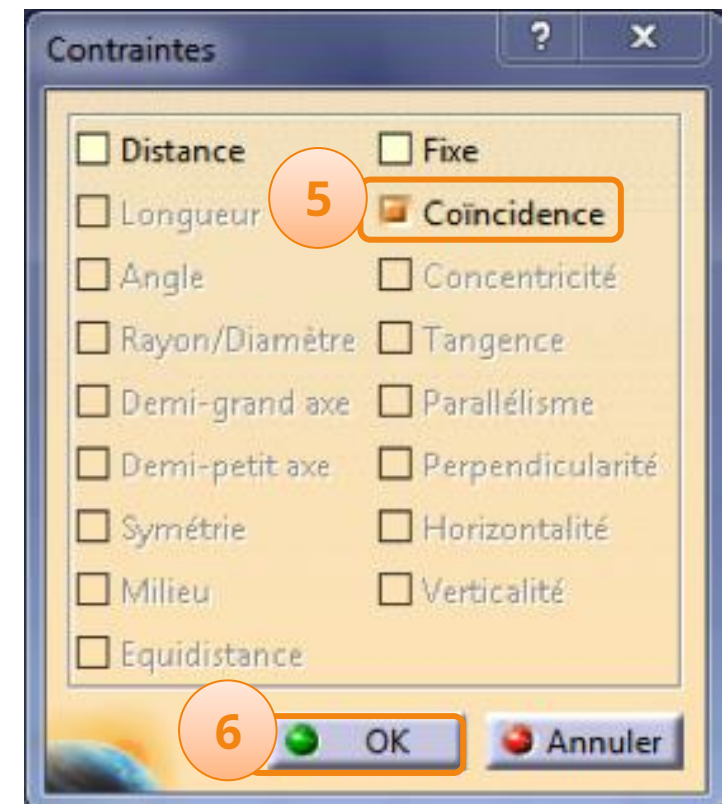 Contraintes ? x
Distance Fixe
Longueur 5 Coïncidence
Angle Concentricité
Rayon/Diamètre Tangence
Demi-grand axe Parallélisme
Demi-petit axe Perpendicularité
Symétrie Horizontalité
Milieu Verticalité
Equidistance
6 OK Annuler